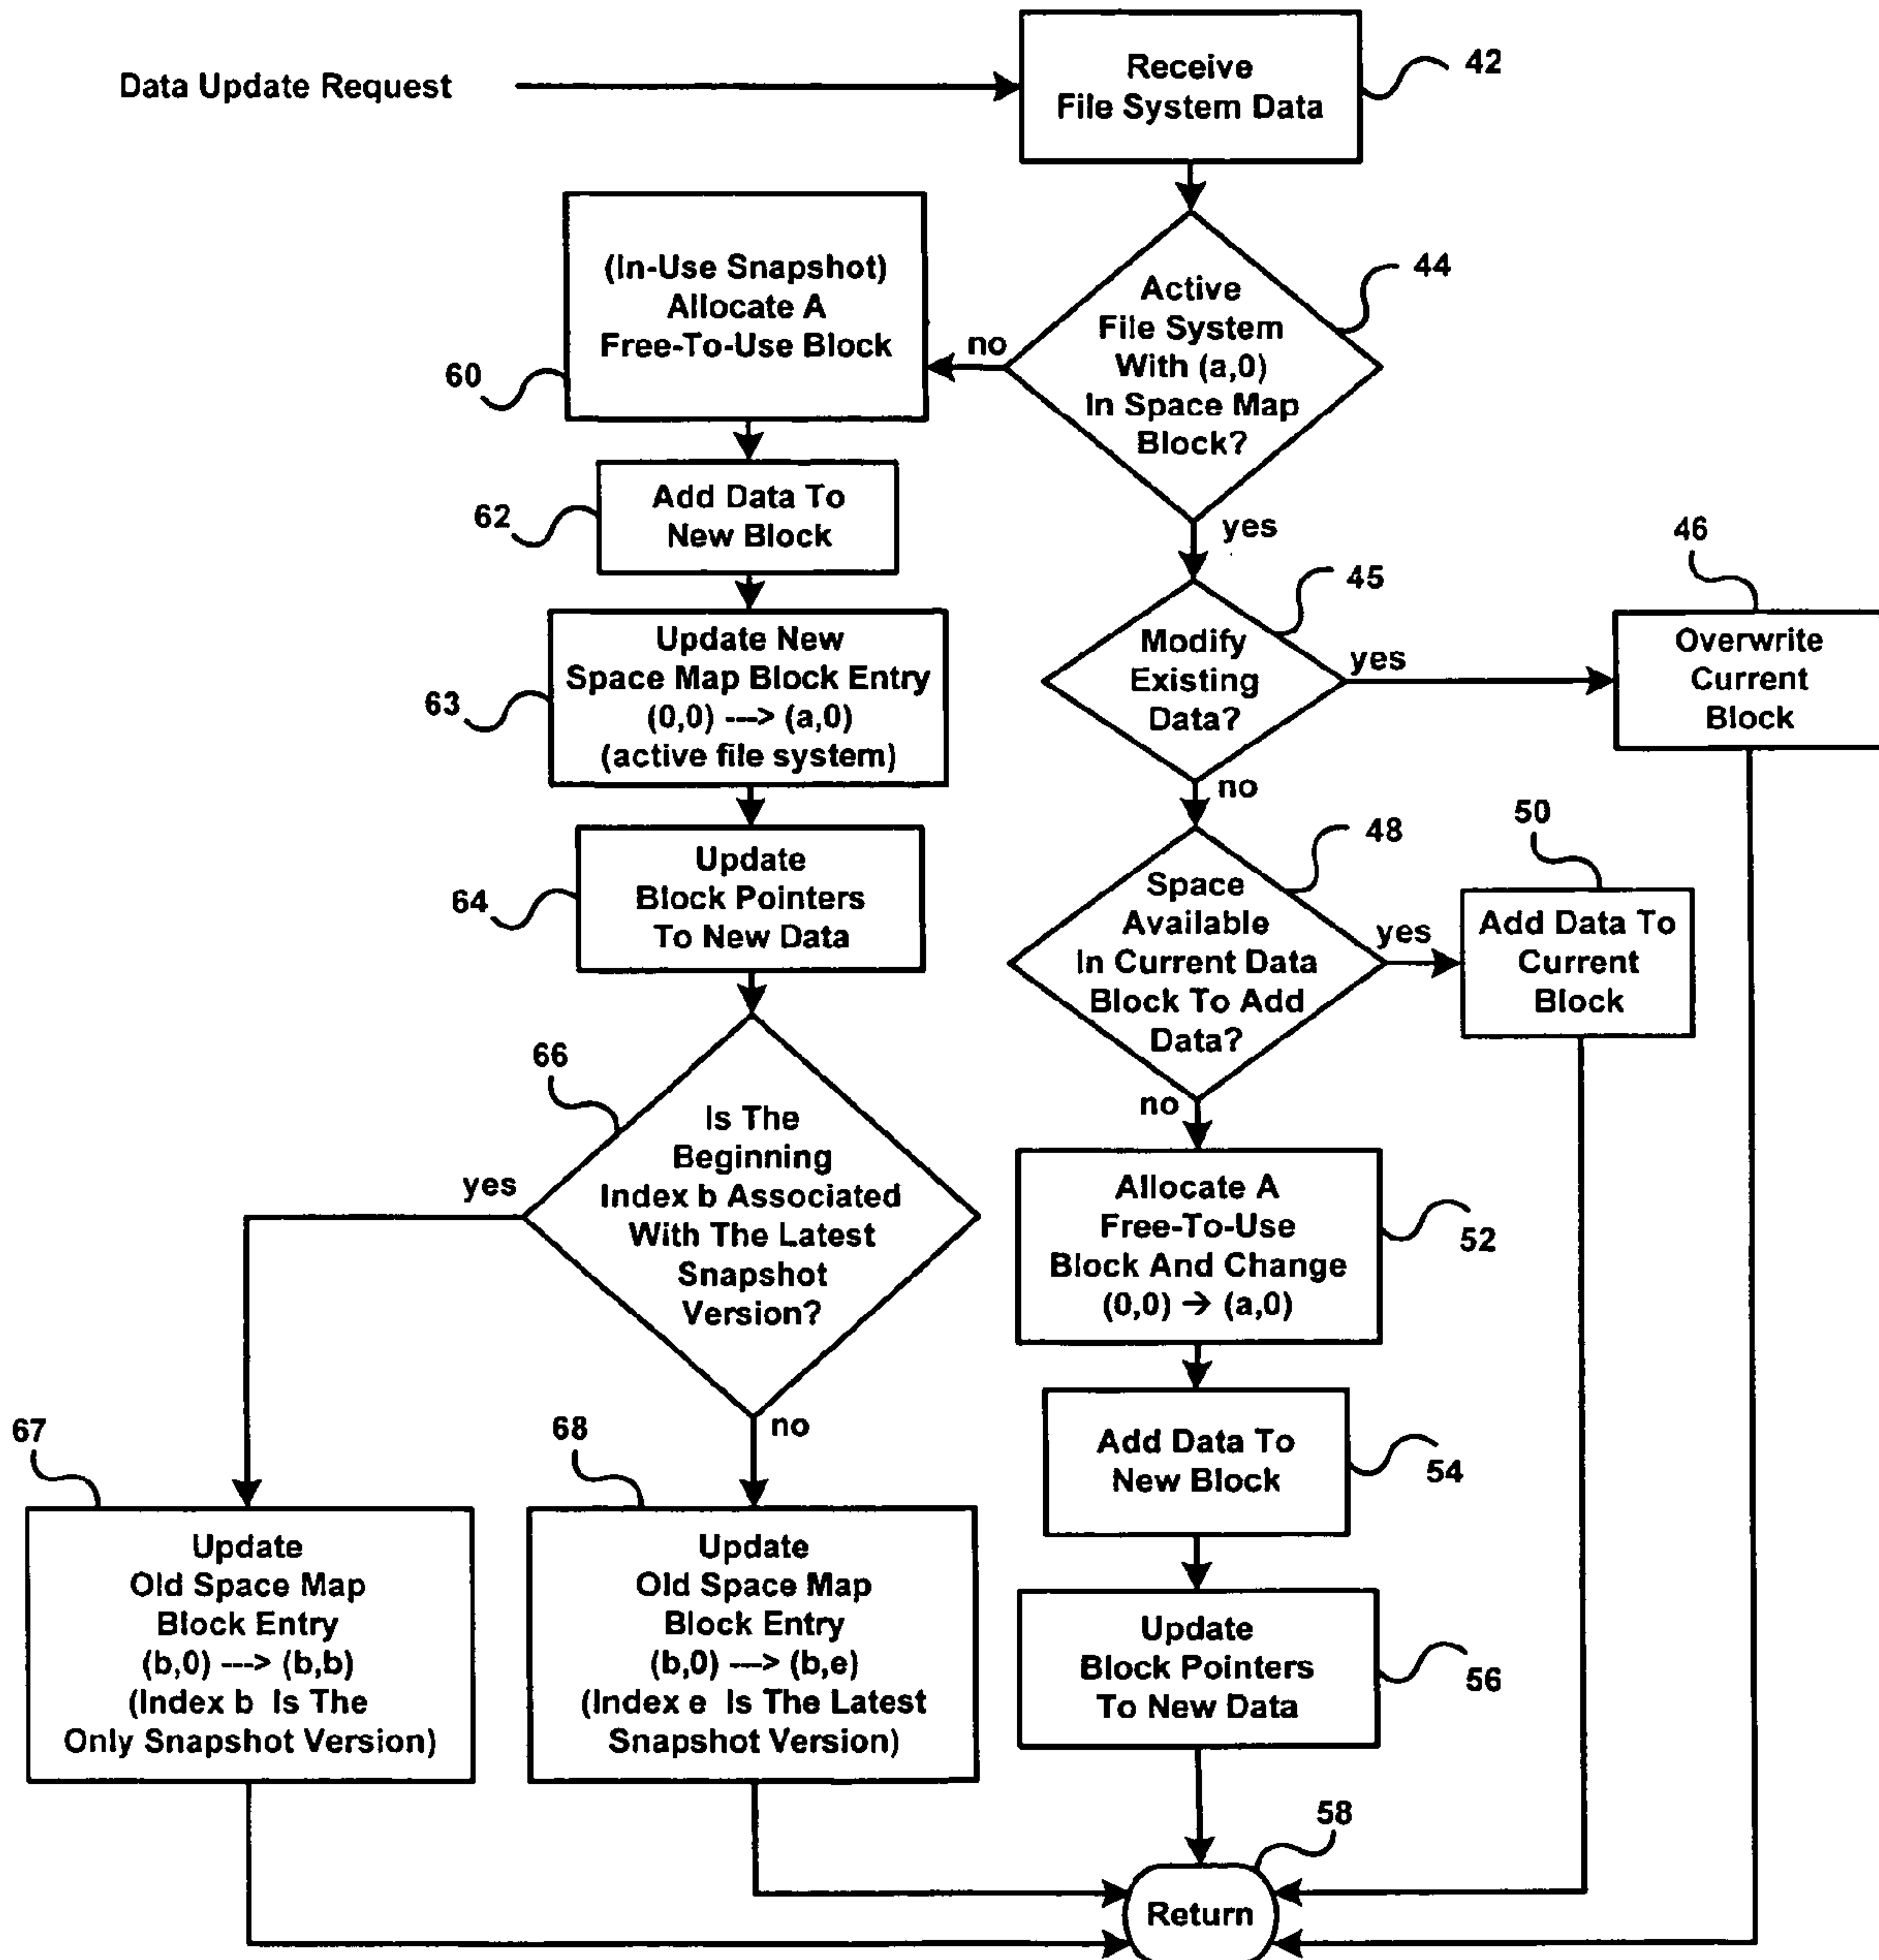 Data Update Request
Receive
File System Data
42
Active
File System
With (a,0)
In Space Map
Block?
44
no
yes
(In-Use Snapshot)
Allocate A
Free-To-Use Block
60
Add Data To
New Block
62
Update New
Space Map Block Entry
(0,0) ---> (a,0)
(active file system)
63
Update
Block Pointers
To New Data
64
Is The
Beginning
Index b Associated
With The Latest
Snapshot
Version?
66
yes
no
Update
Old Space Map
Block Entry
(b,0) ---> (b,b)
(Index b Is The
Only Snapshot Version)
67
Update
Old Space Map
Block Entry
(b,0) ---> (b,e)
(Index e Is The Latest
Snapshot Version)
68
Modify
Existing
Data?
45
yes
no
Overwrite
Current
Block
46
Space
Available
In Current Data
Block To Add
Data?
48
yes
no
Add Data To
Current
Block
50
Allocate A
Free-To-Use
Block And Change
(0,0) → (a,0)
52
Add Data To
New Block
54
Update
Block Pointers
To New Data
56
Return
58